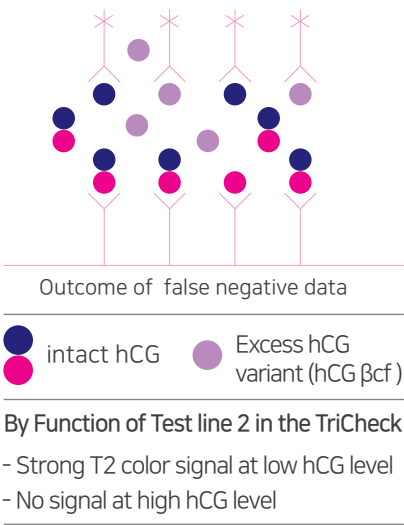 Outcome of false negative data
intact hCG
Excess hCG
variant (hCG βcf )
By Function of Test line 2 in the TriCheck
- Strong T2 color signal at low hCG level
- No signal at high hCG level